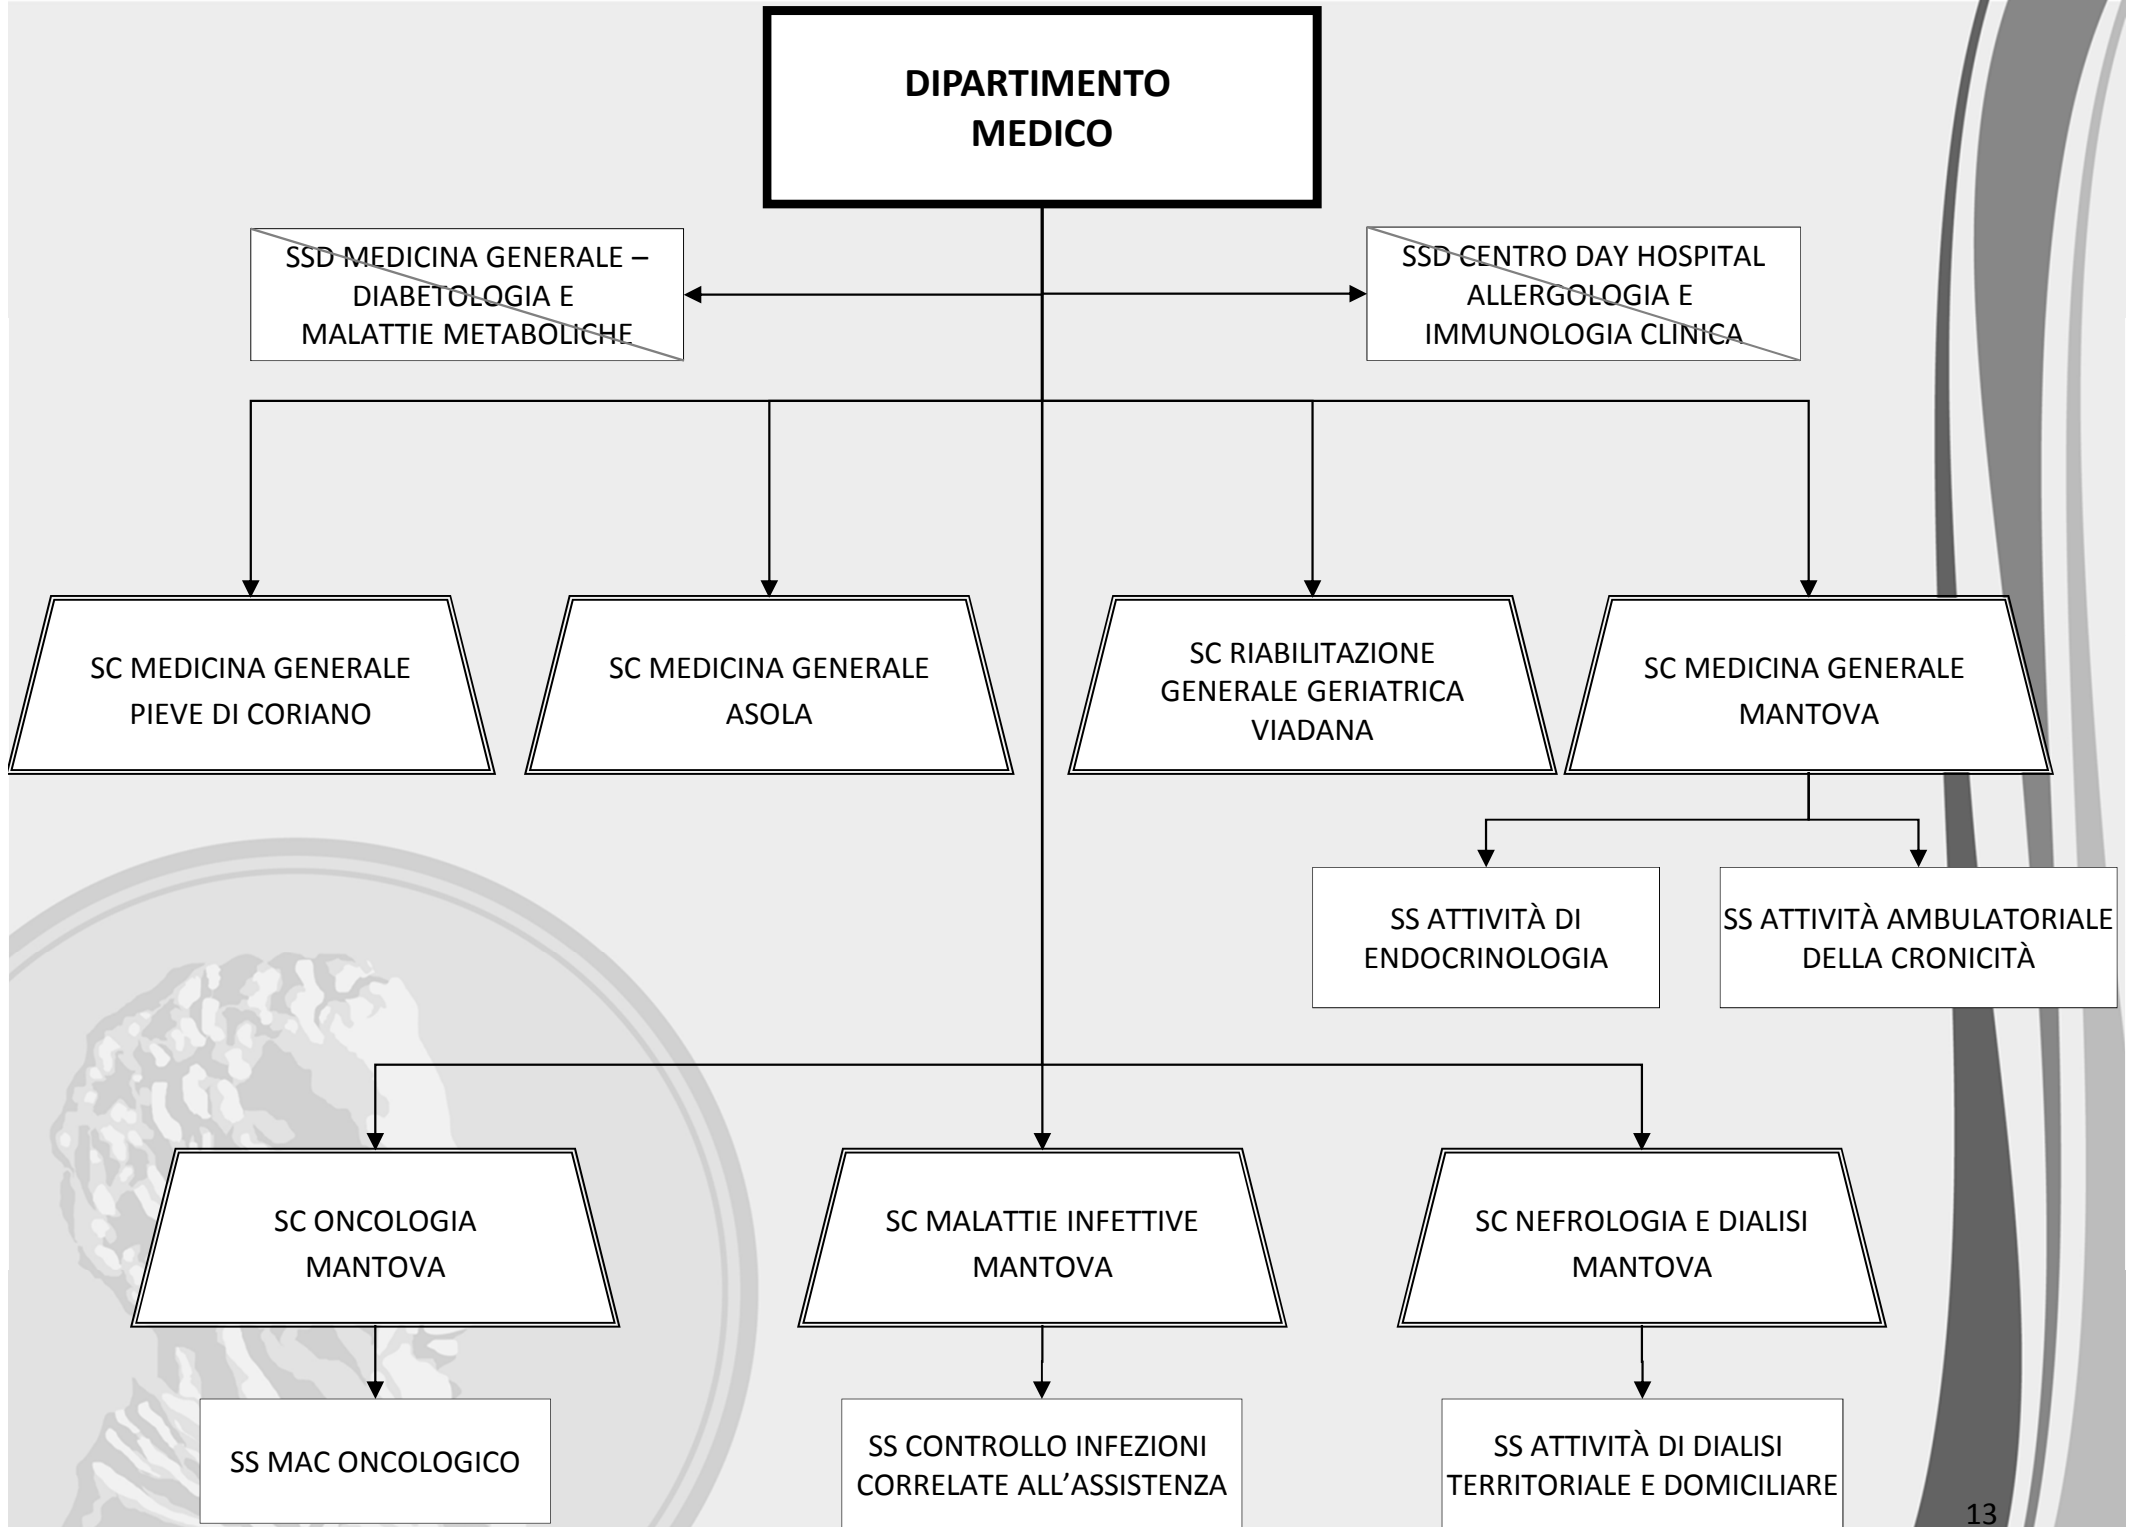 DIPARTIMENTO
MEDICO
SSD MEDICINA GENERALE –
DIABETOLOGIA E
MALATTIE METABOLICHE
SSD CENTRO DAY HOSPITAL
ALLERGOLOGIA E
IMMUNOLOGIA CLINICA
SC MEDICINA GENERALE
PIEVE DI CORIANO
SC MEDICINA GENERALE
ASOLA
SC RIABILITAZIONE
GENERALE GERIATRICA
VIADANA
SC MEDICINA GENERALE
MANTOVA
SS ATTIVITÀ DI
ENDOCRINOLOGIA
SS ATTIVITÀ AMBULATORIALE
DELLA CRONICITÀ
SC ONCOLOGIA
MANTOVA
SC MALATTIE INFETTIVE
MANTOVA
SC NEFROLOGIA E DIALISI
MANTOVA
SS MAC ONCOLOGICO
SS CONTROLLO INFEZIONI
CORRELATE ALL’ASSISTENZA
SS ATTIVITÀ DI DIALISI
TERRITORIALE E DOMICILIARE
13